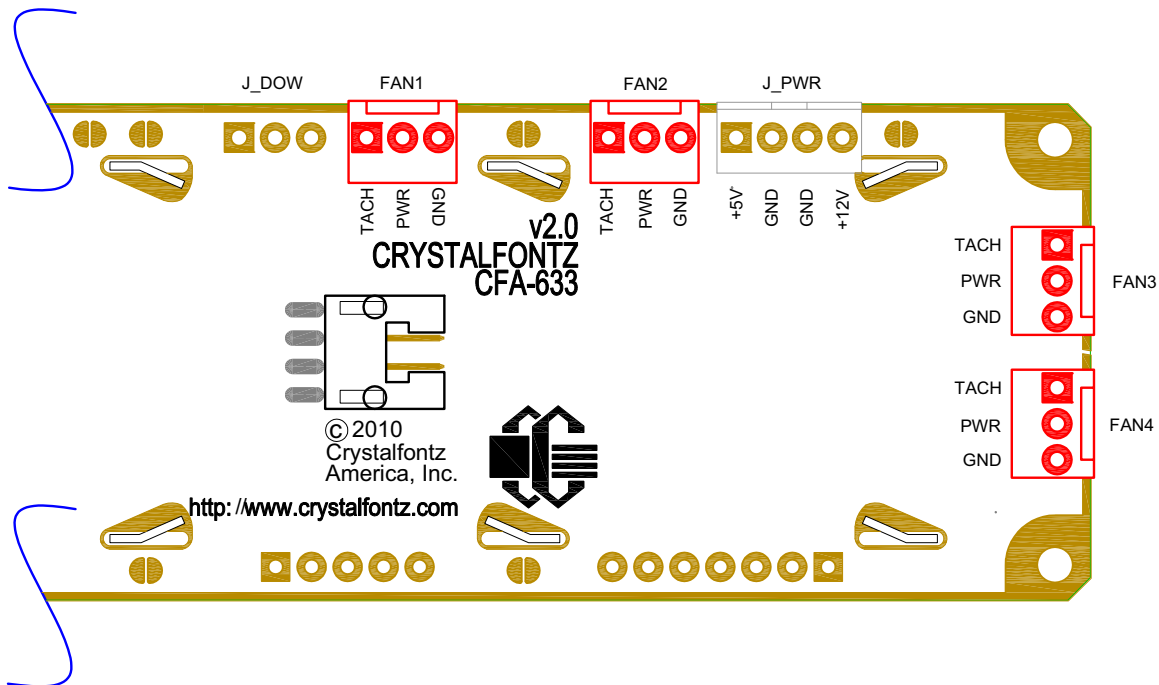 J_DOW
FAN1
FAN2
J_PWR
TACH
PWR
GND
TACH
PWR
GND
+5V
GND
GND
+12V
v2.0
CRYSTALFONTZ
CFA-633
TACH
PWR
GND
FAN3
TACH
PWR
GND
FAN4
© 2010
Crystalfontz
America, Inc.
http://www.crystalfontz.com